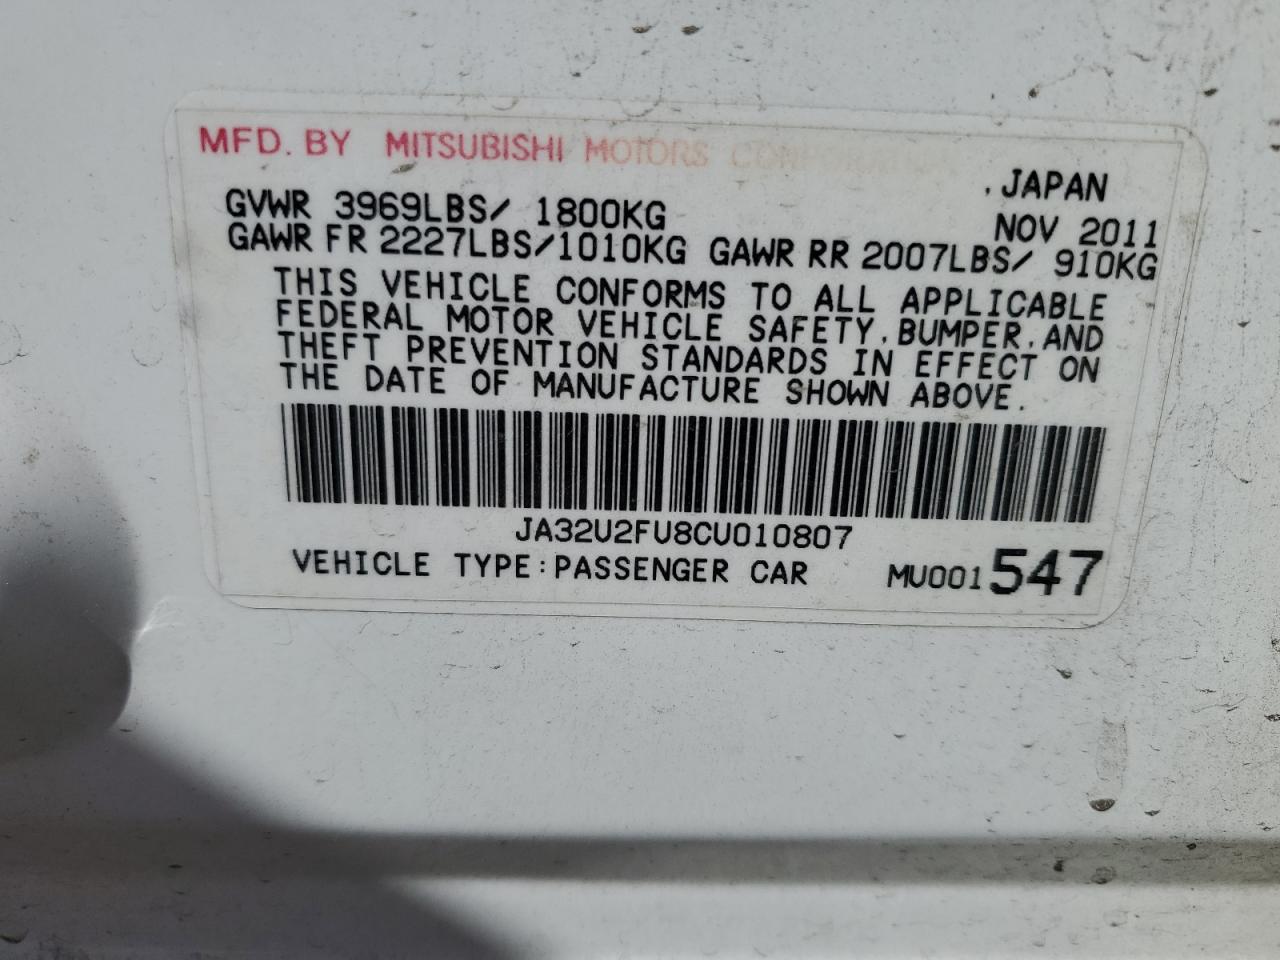 MFD. BY MITSUBISHI MOTORS CORPORATION
. JAPAN
GVWR 3969LBS/ 1800KG NOV 2011
GAWR FR 2227LBS/1010KG GAWR RR 2007LBS/ 910KG
THIS VEHICLE CONFORMS TO ALL APPLICABLE
FEDERAL MOTOR VEHICLE SAFETY, BUMPER, AND
THEFT PREVENTION STANDARDS IN EFFECT ON
THE DATE OF MANUFACTURE SHOWN ABOVE.
JA32U2FU8CU010807
VEHICLE TYPE:PASSENGER CAR MU001547